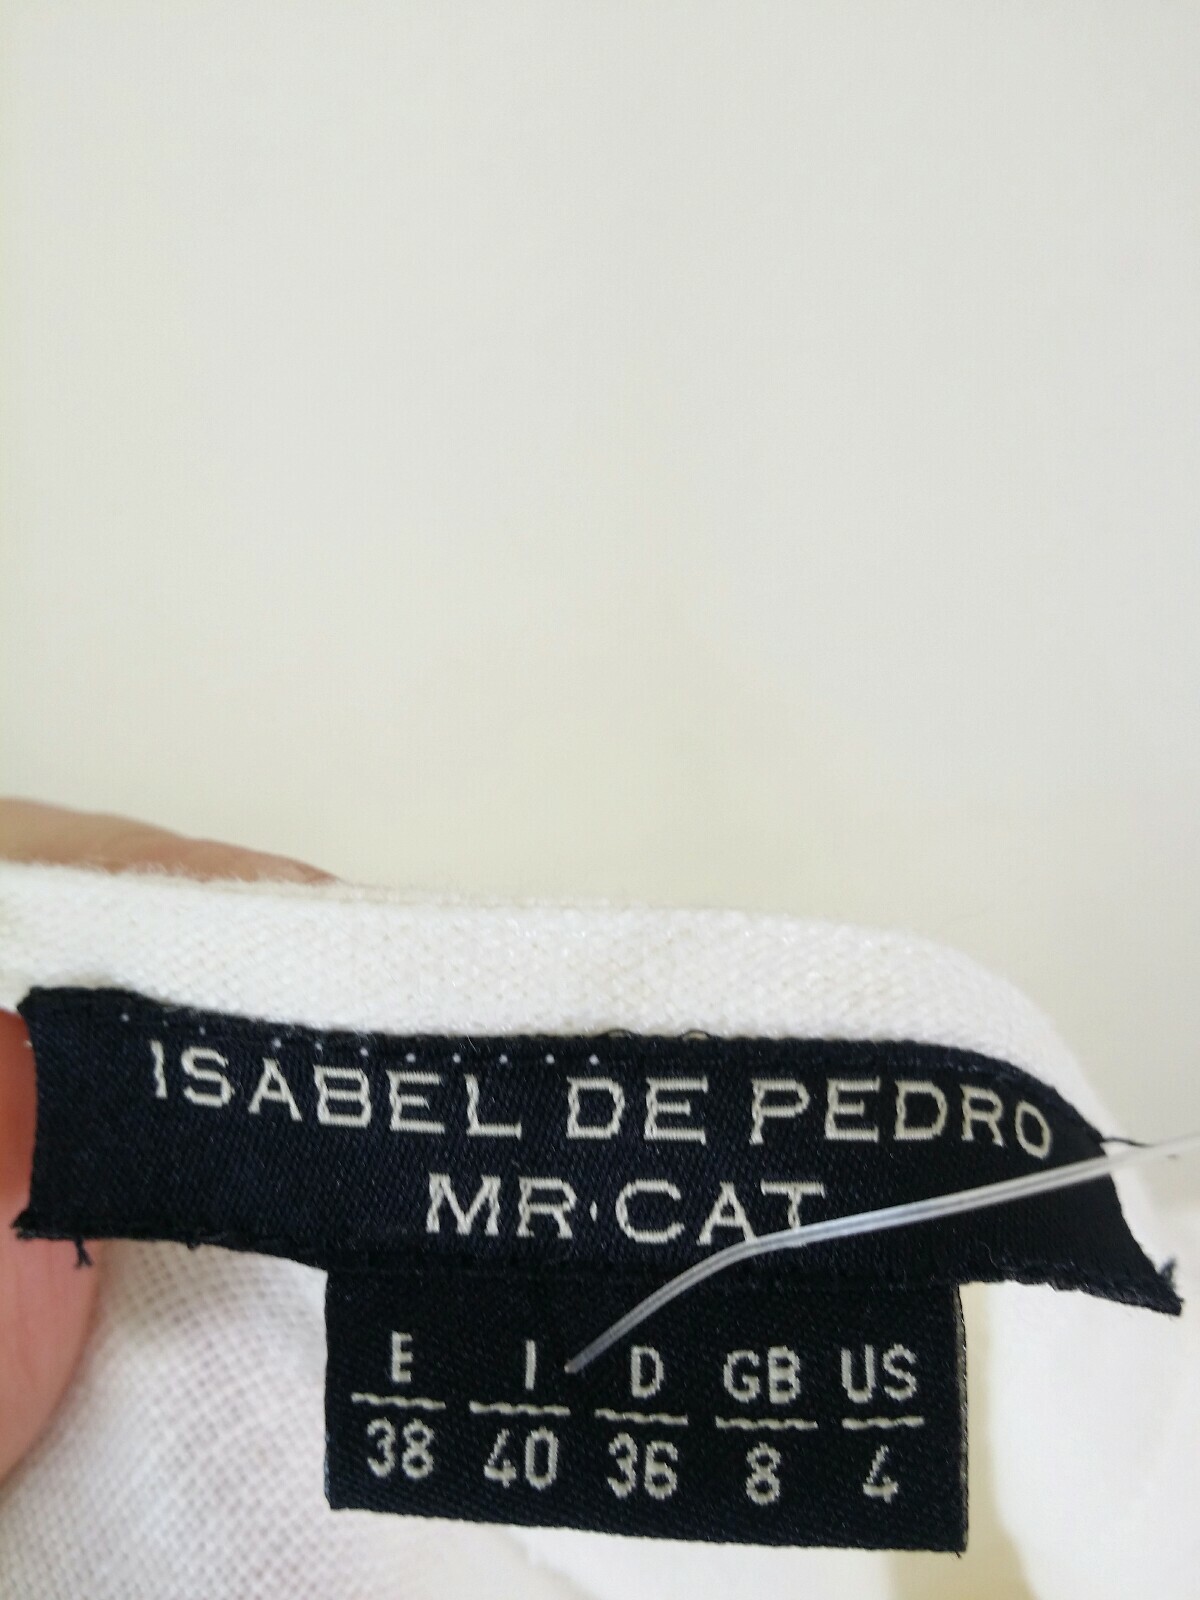 ISABEL DE PEDRO
MR·CAT
E I D GB US
38 40 36 8 4